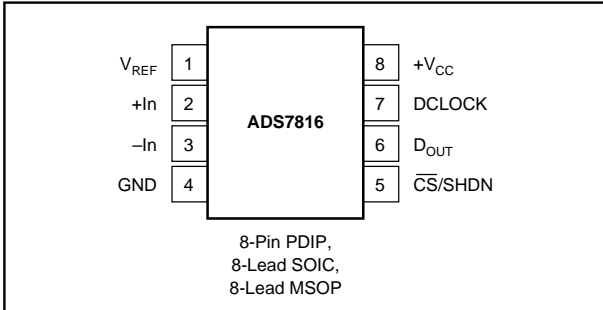 V_REF 1 8 +V_CC
+In 2 7 DCLOCK
ADS7816
–In 3 6 D_OUT
GND 4 5 C̅S̅/SHDN
8-Pin PDIP,
8-Lead SOIC,
8-Lead MSOP